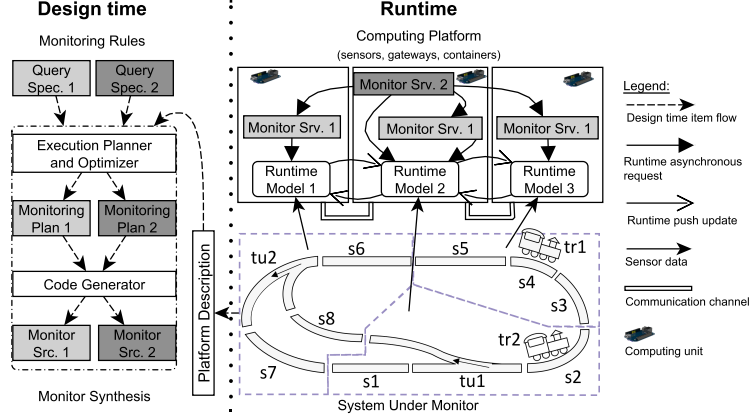 Design time
Monitoring Rules
Query
Spec. 1
Query
Spec. 2
Execution Planner
and Optimizer
Monitoring
Plan 1
Monitoring
Plan 2
Code Generator
Monitor
Src. 1
Monitor
Src. 2
Monitor Synthesis
Platform Description
Runtime
Computing Platform
(sensors, gateways, containers)
Monitor Srv. 2
Monitor Srv. 1
Monitor Srv. 1
Monitor Srv. 1
Runtime
Model 1
Runtime
Model 2
Runtime
Model 3
tu2
s6
s5
tr1
s4
s3
s8
tr2
s7
s1
tu1
s2
System Under Monitor
Legend:
Design time item flow
Runtime asynchronous
request
Runtime push update
Sensor data
Communication channel
Computing unit